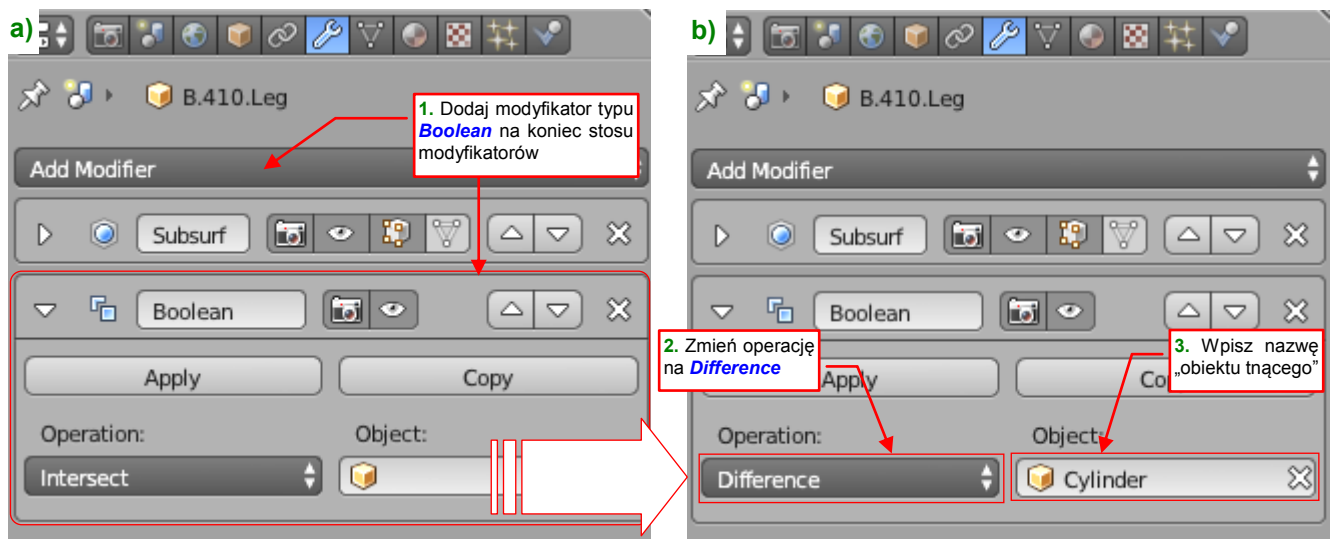 a)
B.410.Leg
1. Dodaj modyfikator typu
Boolean na koniec stosu
modyfikatorów
Add Modifier
Subsurf
Boolean
Apply
Copy
Operation:
Object:
Intersect
b)
B.410.Leg
Add Modifier
Subsurf
Boolean
2. Zmień operację
na Difference
3. Wpisz nazwę
„obiektu tnącego”
Apply
Co
Operation:
Object:
Difference
Cylinder